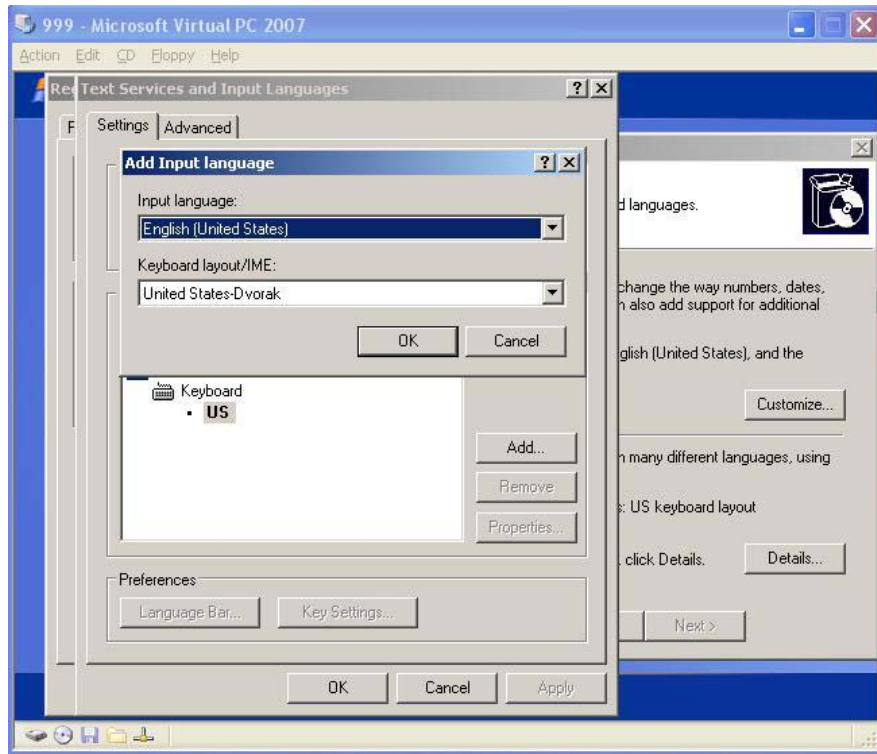 999 - Microsoft Virtual PC 2007
Action Edit CD Floppy Help
Reg Text Services and Input Languages
F Settings Advanced
Add Input language
Input language:
English (United States)
Keyboard layout/IME:
United States-Dvorak
OK Cancel
Keyboard
• US
Add...
Remove
Properties...
Preferences
Language Bar... Key Settings...
OK Cancel Apply
d languages.
change the way numbers, dates,
also add support for additional
glish (United States), and the
Customize...
many different languages, using
: US keyboard layout
click Details. Details...
Next >